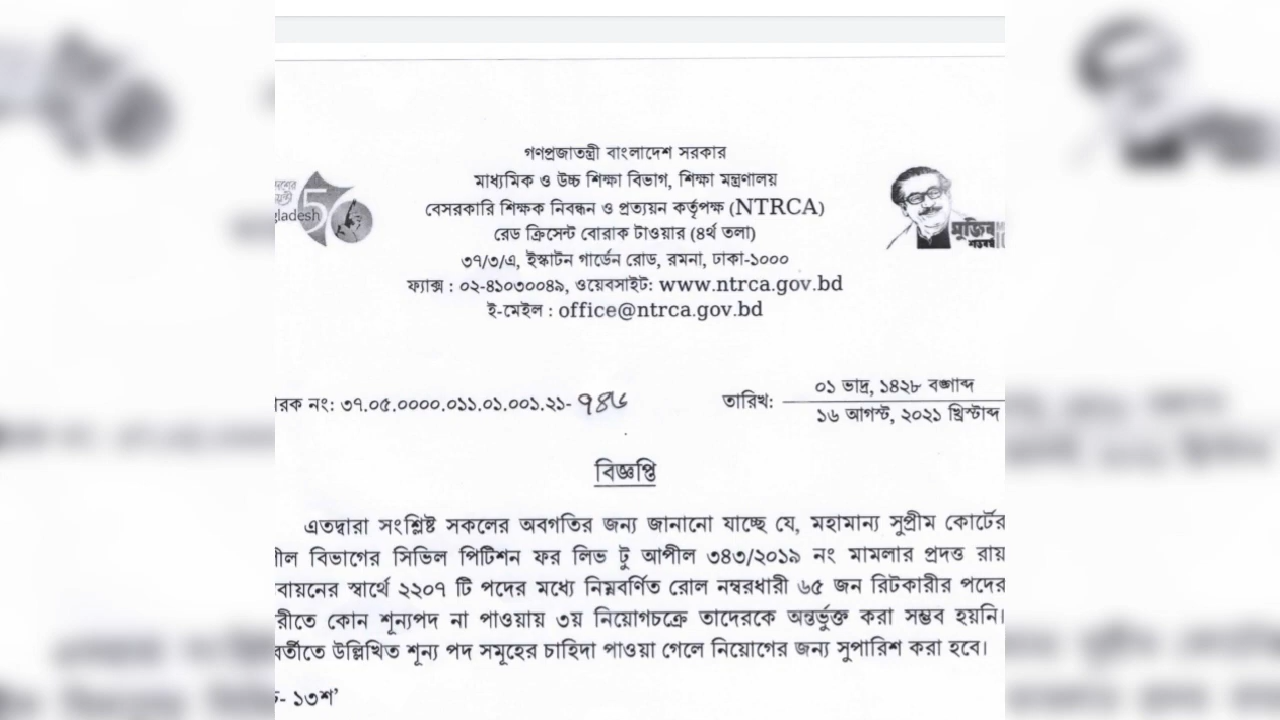 গণপ্রজাতন্ত্রী বাংলাদেশ সরকার
মাধ্যমিক ও উচ্চ শিক্ষা বিভাগ, শিক্ষা মন্ত্রণালয়
বেসরকারি শিক্ষক নিবন্ধন ও প্রত্যয়ন কর্তৃপক্ষ (NTRCA)
রেড ক্রিসেন্ট বোরাক টাওয়ার (৪র্থ তলা)
৩৭/৩/এ, ইস্কাটন গার্ডেন রোড, রমনা, ঢাকা-১০০০
ফ্যাক্স : ০২-৪১০৩০০৪৯, ওয়েবসাইট: www.ntrca.gov.bd
ই-মেইল : office@ntrca.gov.bd
ladesh 50
মুজিব
শতবর্ষ
রক নং: ৩৭.০৫.০০০০.০১১.০১.০০১.২১-
তারিখ:
০১ ভাদ্র, ১৪২৮ বঙ্গাব্দ
১৬ আগস্ট, ২০২১ খ্রিস্টাব্দ
বিজ্ঞপ্তি
এতদ্বারা সংশ্লিষ্ট সকলের অবগতির জন্য জানানো যাচ্ছে যে, মহামান্য সুপ্রীম কোর্টের
ীল বিভাগের সিভিল পিটিশন ফর লিভ টু আপীল ৩৪৩/২০১৯ নং মামলার প্রদত্ত রায়
বায়নের স্বার্থে ২২০৭ টি পদের মধ্যে নিম্নবর্ণিত রোল নম্বরধারী ৬৫ জন রিটকারীর পদের
রীতে কোন শূন্যপদ না পাওয়ায় ৩য় নিয়োগচক্রে তাদেরকে অন্তর্ভুক্ত করা সম্ভব হয়নি।
বর্তীতে উল্লিখিত শূন্য পদ সমূহের চাহিদা পাওয়া গেলে নিয়োগের জন্য সুপারিশ করা হবে।
- ১৩শ’